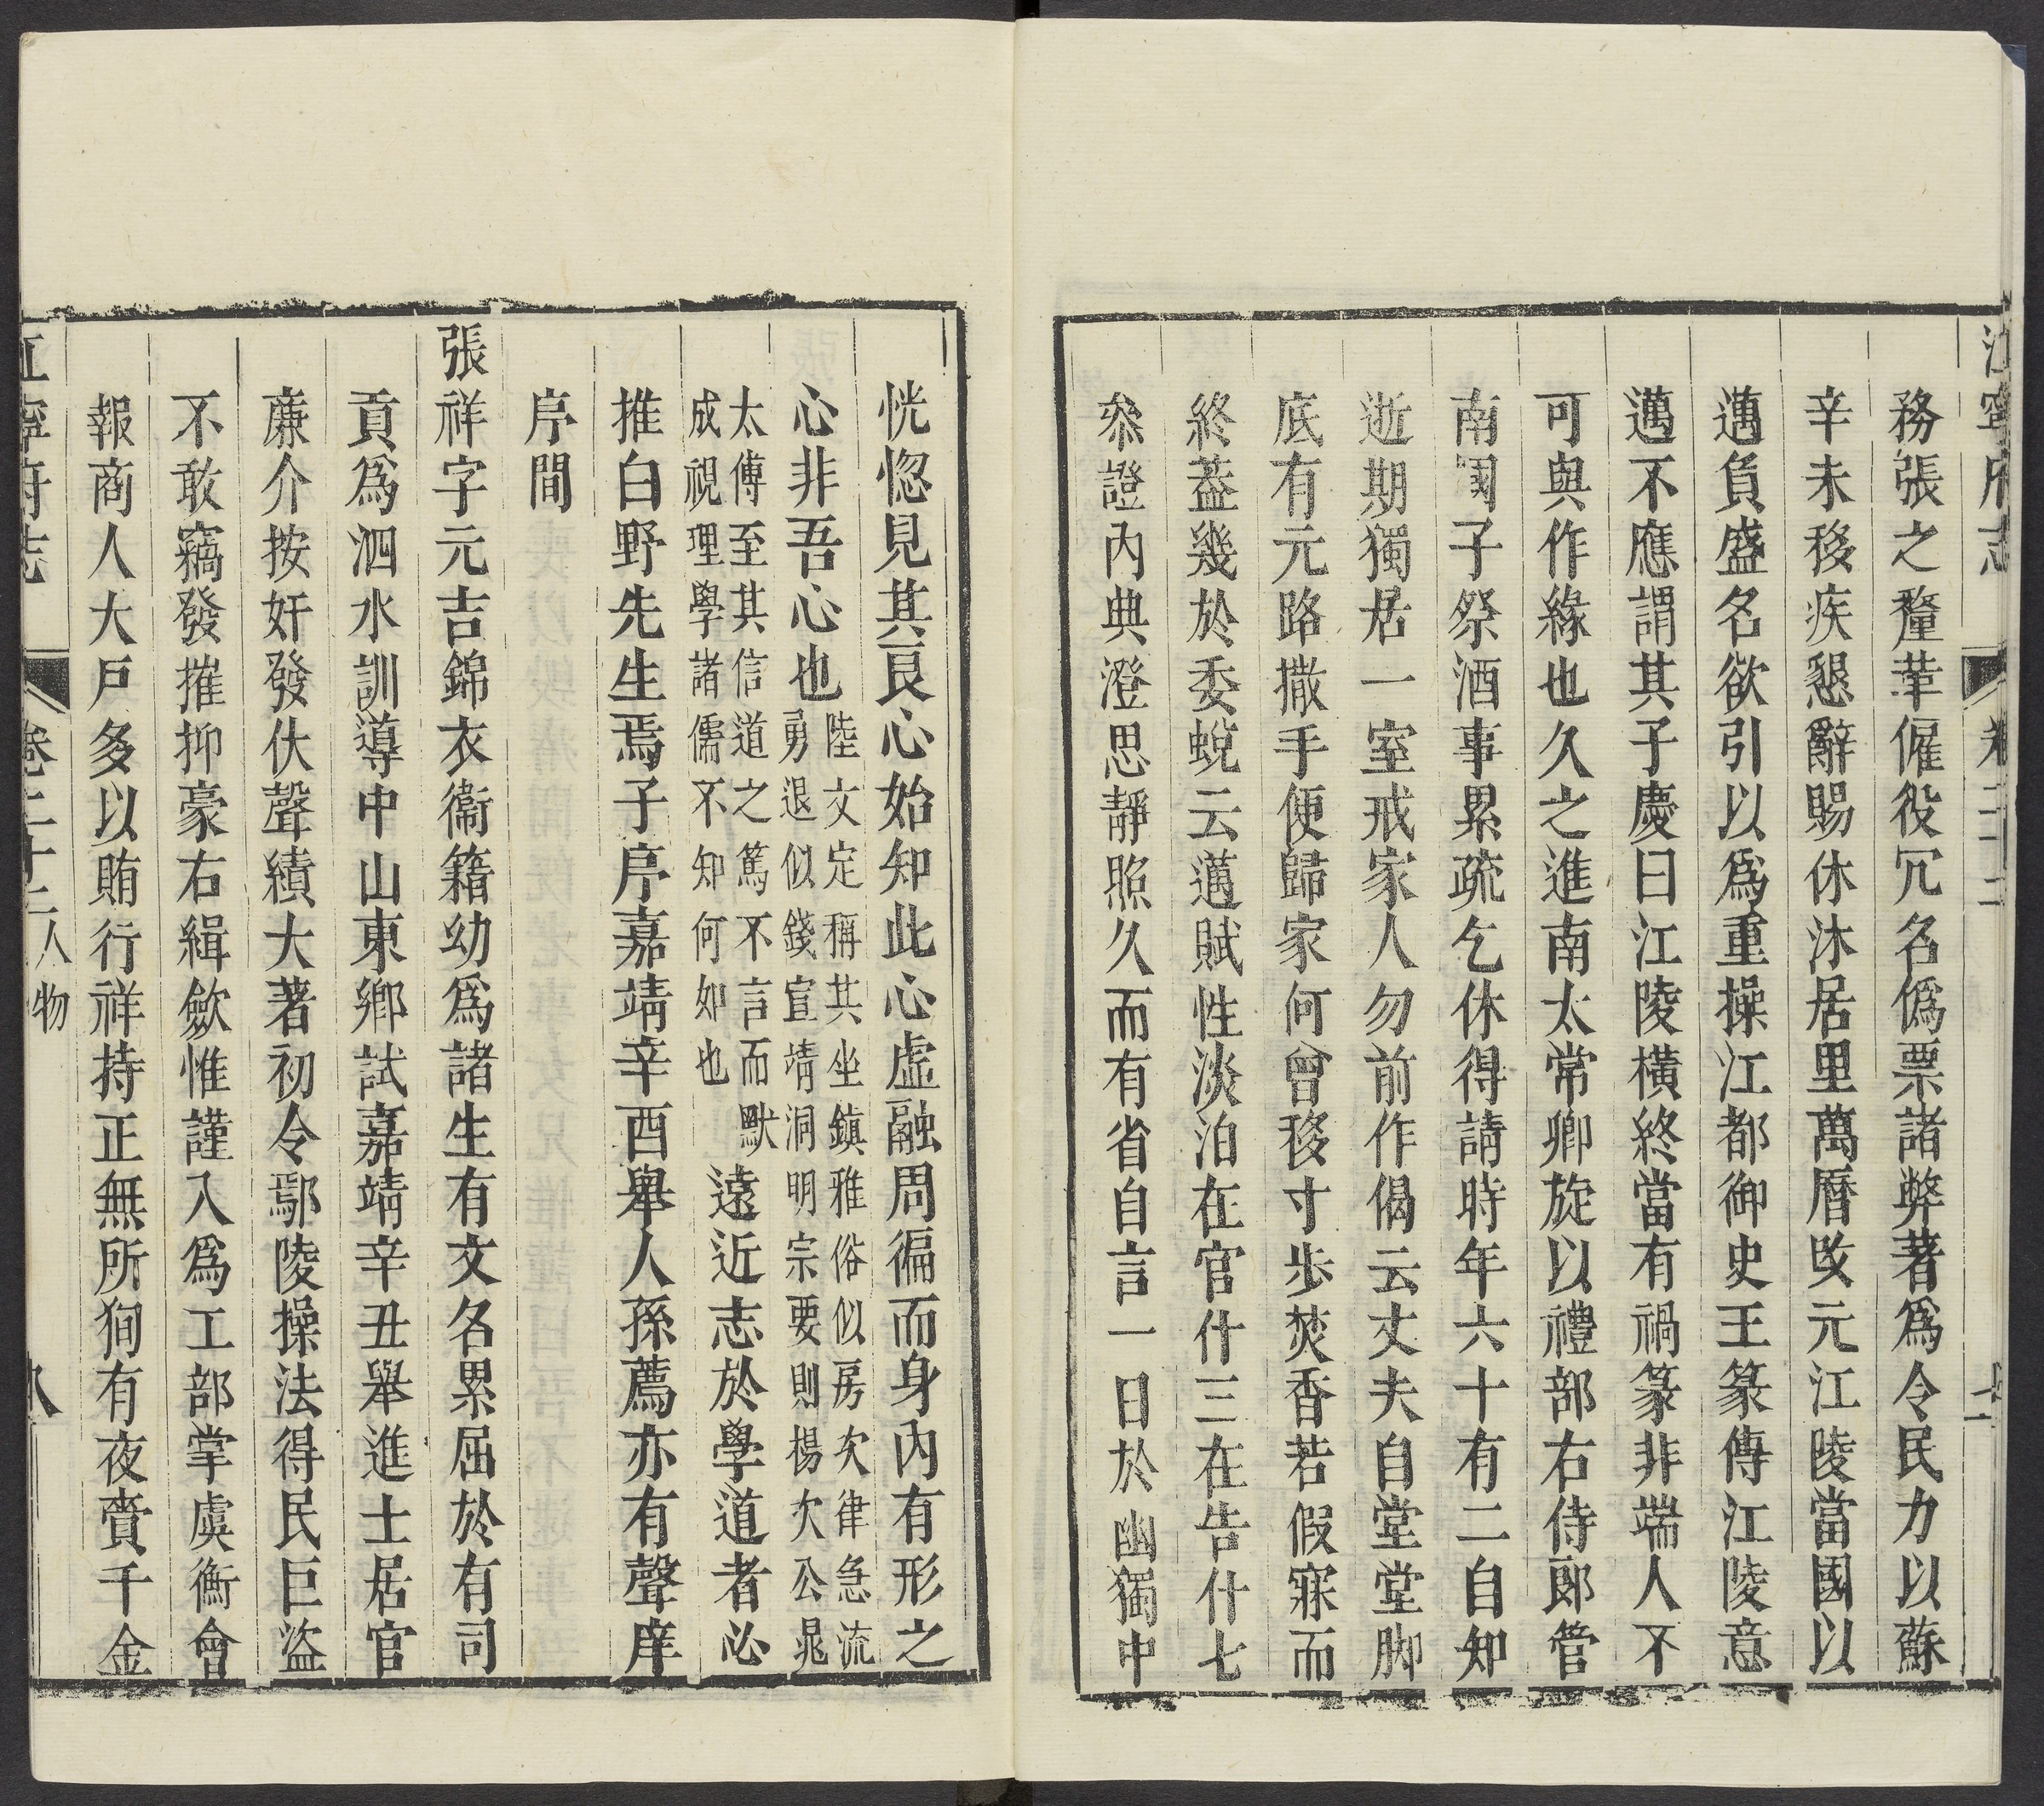 江寧府志
卷二十二
務張之釐革僱役冗名僞票諸弊著爲令民力以蘇
辛未移疾懇辭賜休沐居里萬曆攺元江陵當國以
邁負盛名欲引以爲重操江都御史王篆傳江陵意
邁不應謂其子慶曰江陵橫終當有禍篆非端人不
可與作緣也久之進南太常卿旋以禮部右侍郎管
南國子祭酒事累疏乞休得請時年六十有二自知
逝期獨居一室戒家人勿前作偈云丈夫自堂堂脚
底有元路撒手便歸家何曾移寸歩焚香若假寐而
終葢幾於委蛻云邁賦性淡泊在官什三在告什七
叅證內典澄思靜照久而有省自言一日於幽獨中
恍惚見其良心始知此心虛融周徧而身內有形之
心非吾心也陸文定稱其坐鎮雅俗似房次律急流
勇退似錢宣靖洞明宗要則楊次公晁
太傅至其信道之篤不言而默
成視理學諸儒不知何如也
遠近志於學道者必
推白野先生焉子序嘉靖辛酉舉人孫薦亦有聲庠
序間
張祥字元吉錦衣衞籍幼爲諸生有文名累屈於有司
貢爲泗水訓導中山東鄉試嘉靖辛丑舉進士居官
廉介按奸發伏聲績大著初令鄢陵操法得民巨盜
不敢竊發摧抑豪右緝歛惟謹入爲工部掌虞衡會
報商人大戶多以賄行祥持正無所狥有夜賫千金
江寧府志
卷二十二人物